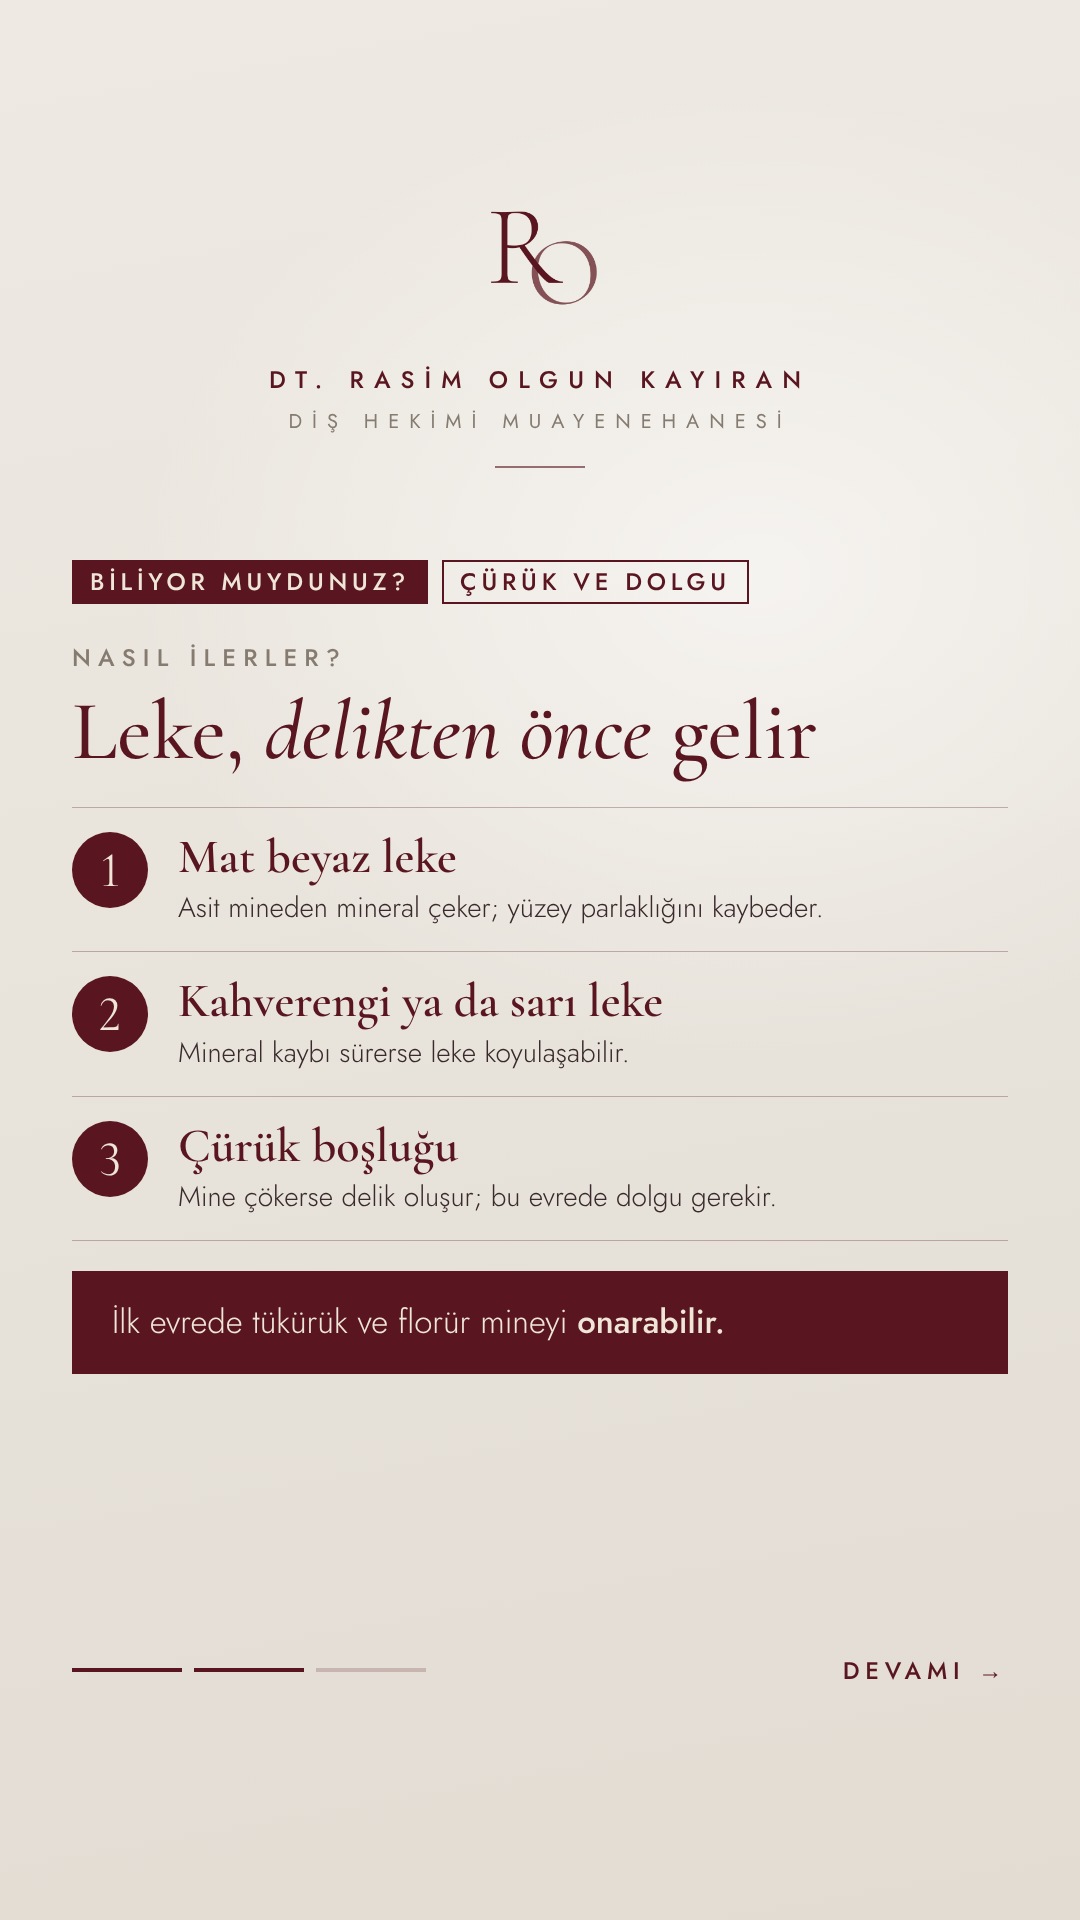 RO
DT. RASİM OLGUN KAYIRAN
DİŞ HEKİMİ MUAYENEHANESİ
BİLİYOR MUYDUNUZ? ÇÜRÜK VE DOLGU
NASIL İLERLER?
Leke, delikten önce gelir
1 Mat beyaz leke
Asit mineden mineral çeker; yüzey parlaklığını kaybeder.
2 Kahverengi ya da sarı leke
Mineral kaybı sürerse leke koyulaşabilir.
3 Çürük boşluğu
Mine çökerse delik oluşur; bu evrede dolgu gerekir.
İlk evrede tükürük ve florür mineyi onarabilir.
DEVAMI →